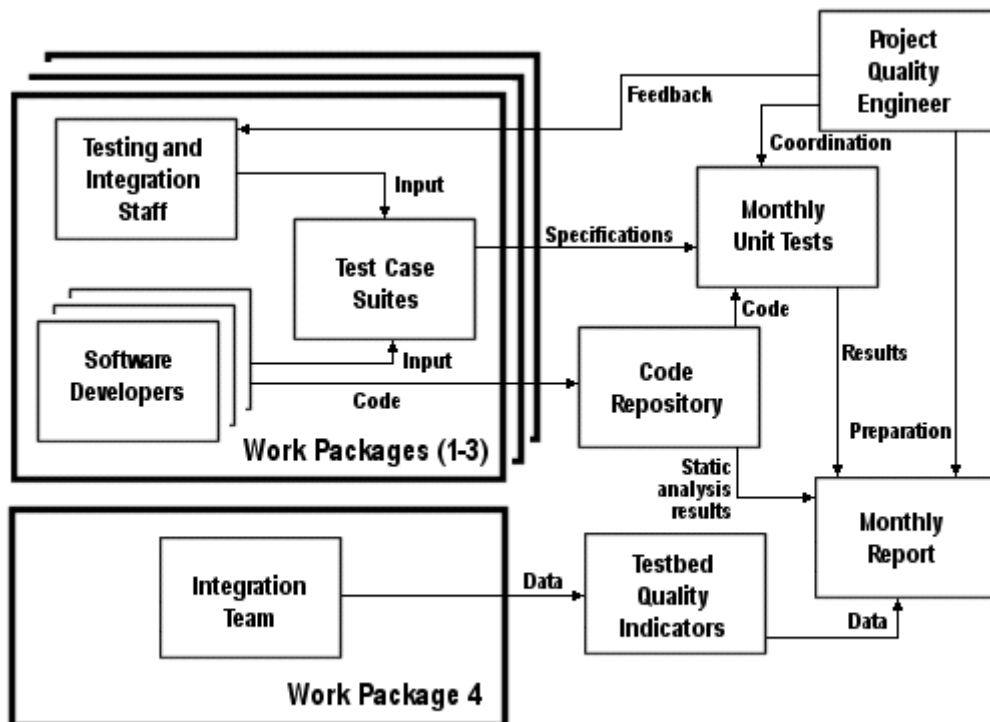 Project
Quality
Engineer
Feedback
Coordination
Testing and
Integration
Staff
Input
Monthly
Unit Tests
Specifications
Test Case
Suites
Code
Software
Developers
Input
Code
Code
Repository
Results
Preparation
Work Packages (1-3)
Static
analysis
results
Monthly
Report
Integration
Team
Data
Testbed
Quality
Indicators
Data
Work Package 4